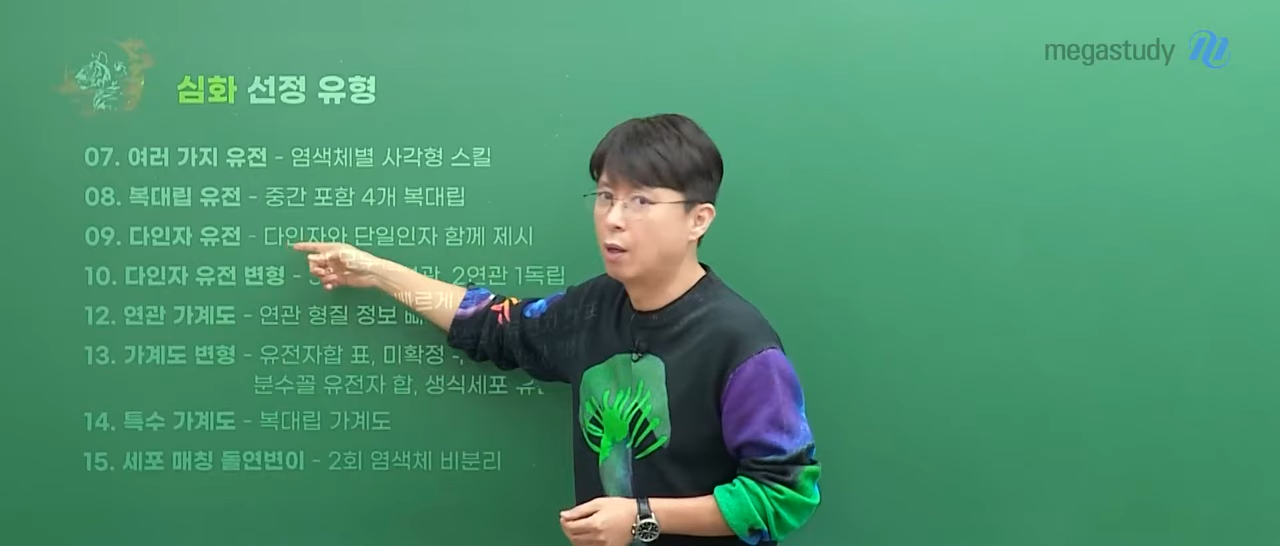 megastudy
심화 선정 유형
07. 여러 가지 유전 - 염색체별 사각형 스킬
08. 복대립 유전 - 중간 포함 4개 복대립
09. 다인자 유전 - 다인자와 단일인자 함께 제시
10. 다인자 유전 변형 - 2연관 1독립
12. 연관 가계도 - 연관 형질 정보 빠르게
13. 가계도 변형 - 유전자합 표, 미확정
분수꼴 유전자 합, 생식세포
14. 특수 가계도 - 복대립 가계도
15. 세포 매칭 돌연변이 - 2회 염색체 비분리